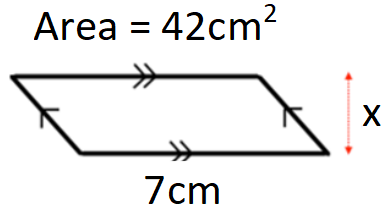 Area = 42cm²
x
7cm